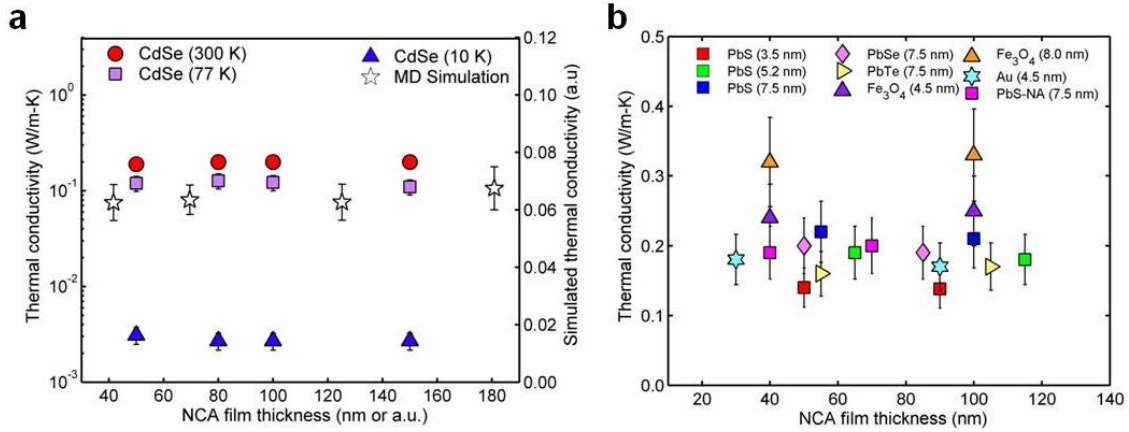 a
CdSe (300 K)
CdSe (77 K)
CdSe (10 K)
MD Simulation
Thermal conductivity (W/m-K)
10⁰
10⁻¹
10⁻²
10⁻³
0.12
0.10
0.08
0.06
0.04
0.02
0.00
Simulated thermal conductivity (a.u)
40 60 80 100 120 140 160 180
NCA film thickness (nm or a.u.)
b
PbS (3.5 nm)
PbS (5.2 nm)
PbS (7.5 nm)
PbSe (7.5 nm)
PbTe (7.5 nm)
Fe₃O₄ (4.5 nm)
Fe₃O₄ (8.0 nm)
Au (4.5 nm)
PbS-NA (7.5 nm)
Thermal conductivity (W/m-K)
0.5
0.4
0.3
0.2
0.1
0.0
20 40 60 80 100 120 140
NCA film thickness (nm)